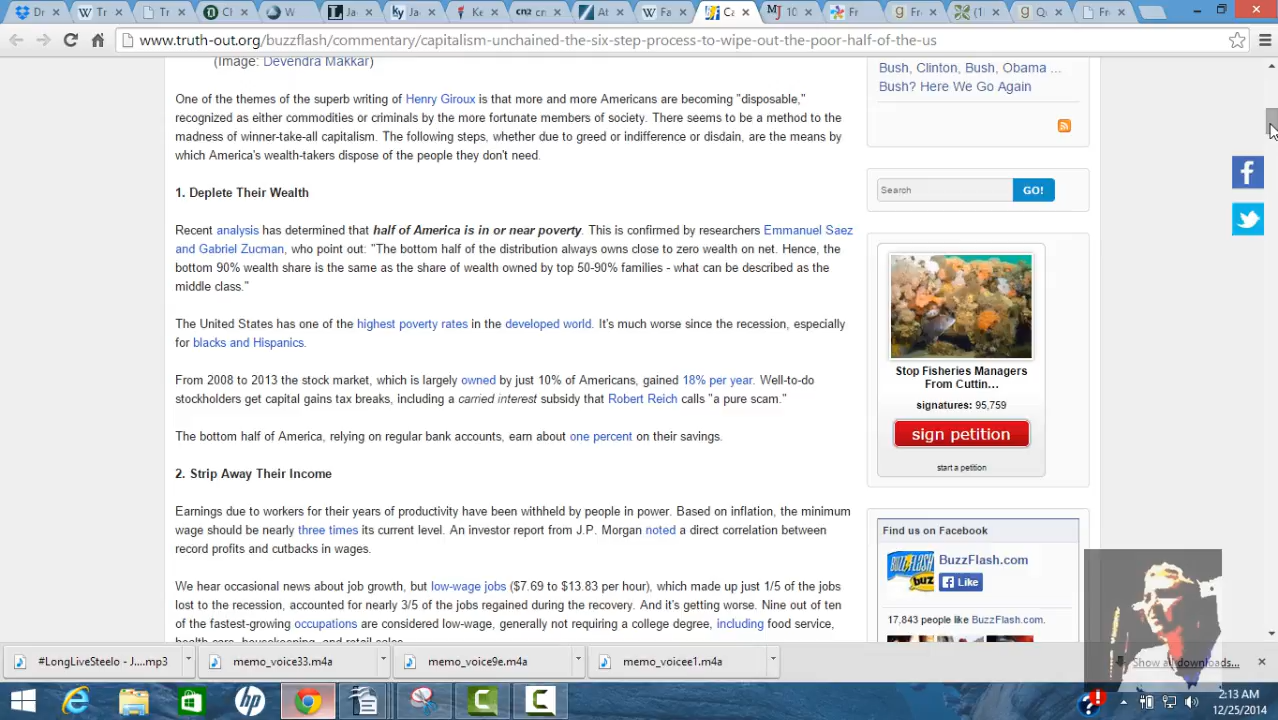 Dr
Tr
Tr
Cl
W
Ja
Ja
Ke
cn2 cn
At
Fa
Ca
10
Fr
Fr
(1
Q
Fr
www.truth-out.org/buzzflash/commentary/capitalism-unchained-the-six-step-process-to-wipe-out-the-poor-half-of-the-us
(Image: Devendra Makkar)
One of the themes of the superb writing of Henry Giroux is that more and more Americans are becoming "disposable,"
recognized as either commodities or criminals by the more fortunate members of society. There seems to be a method to the
madness of winner-take-all capitalism. The following steps, whether due to greed or indifference or disdain, are the means by
which America's wealth-takers dispose of the people they don't need.
1. Deplete Their Wealth
Recent analysis has determined that half of America is in or near poverty. This is confirmed by researchers Emmanuel Saez
and Gabriel Zucman, who point out: "The bottom half of the distribution always owns close to zero wealth on net. Hence, the
bottom 90% wealth share is the same as the share of wealth owned by top 50-90% families - what can be described as the
middle class."
The United States has one of the highest poverty rates in the developed world. It's much worse since the recession, especially
for blacks and Hispanics.
From 2008 to 2013 the stock market, which is largely owned by just 10% of Americans, gained 18% per year. Well-to-do
stockholders get capital gains tax breaks, including a carried interest subsidy that Robert Reich calls "a pure scam."
The bottom half of America, relying on regular bank accounts, earn about one percent on their savings.
2. Strip Away Their Income
Earnings due to workers for their years of productivity have been withheld by people in power. Based on inflation, the minimum
wage should be nearly three times its current level. An investor report from J.P. Morgan noted a direct correlation between
record profits and cutbacks in wages.
We hear occasional news about job growth, but low-wage jobs ($7.69 to $13.83 per hour), which made up just 1/5 of the jobs
lost to the recession, accounted for nearly 3/5 of the jobs regained during the recovery. And it's getting worse. Nine out of ten
of the fastest-growing occupations are considered low-wage, generally not requiring a college degree, including food service,
health care, housekeeping, and retail sales.
Bush, Clinton, Bush, Obama ...
Bush? Here We Go Again
Search
GO!
Stop Fisheries Managers
From Cuttin...
signatures: 95,759
sign petition
start a petition
Find us on Facebook
BUZZFLASH
buzz
BuzzFlash.com
Like
17,843 people like BuzzFlash.com.
#LongLiveSteelo - J....mp3
memo_voice33.m4a
memo_voice9e.m4a
memo_voicee1.m4a
Show all downloads...
2:13 AM
12/25/2014